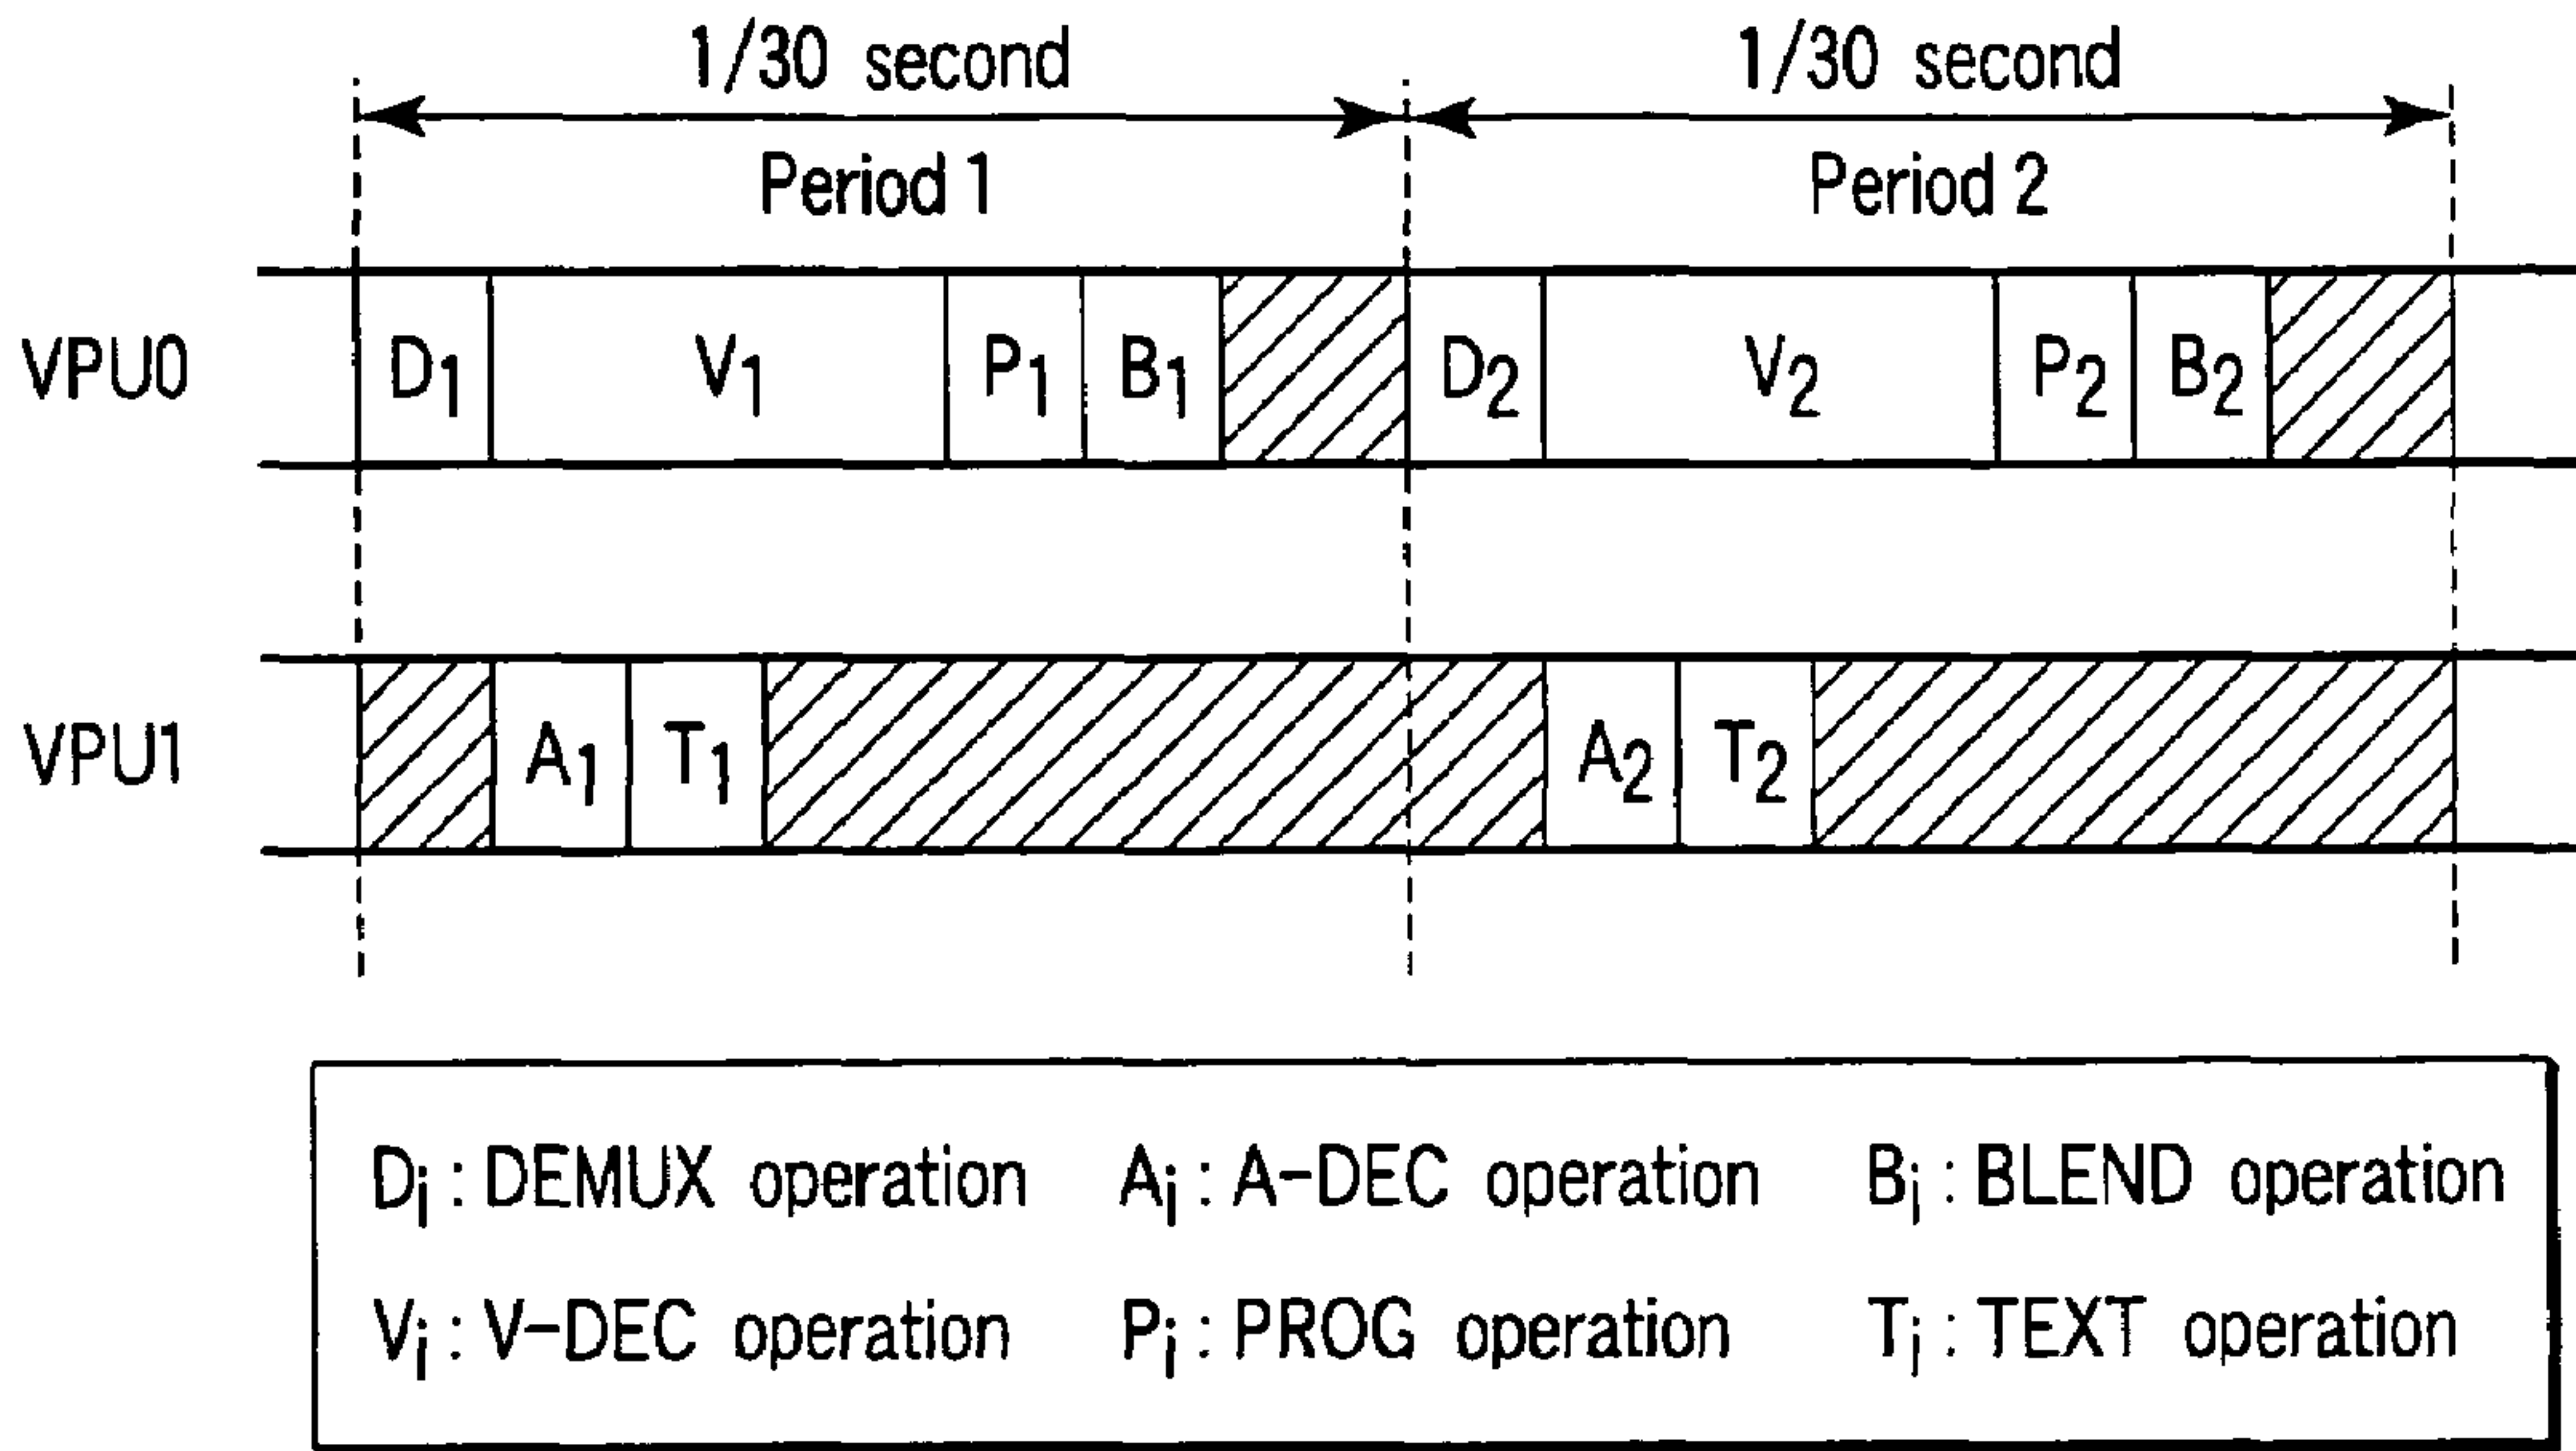 1/30 second 1/30 second
Period 1 Period 2
VPU0 D1 V1 P1 B1 D2 V2 P2 B2
VPU1 A1 T1 A2 T2
Di : DEMUX operation Ai : A-DEC operation Bi : BLEND operation
Vi : V-DEC operation Pi : PROG operation Ti : TEXT operation